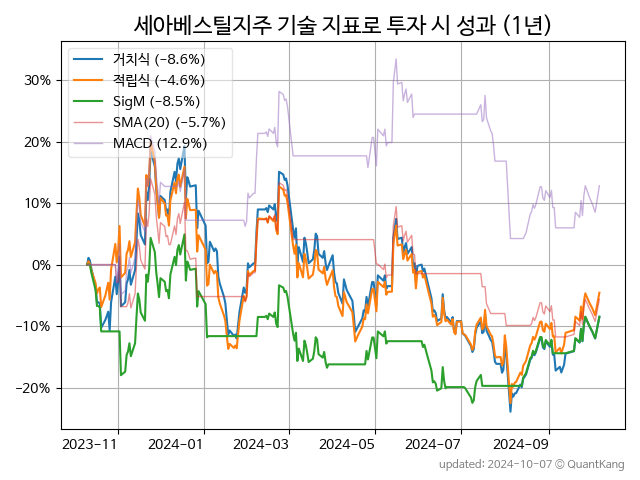 세아베스틸지주 기술 지표로 투자 시 성과 (1년)
거치식 (−8.6%)
적립식 (−4.6%)
SigM (−8.5%)
SMA(20) (−5.7%)
MACD (12.9%)
30%
20%
10%
0%
−10%
−20%
2023-11
2024-01
2024-03
2024-05
2024-07
2024-09
updated: 2024-10-07 © QuantKang